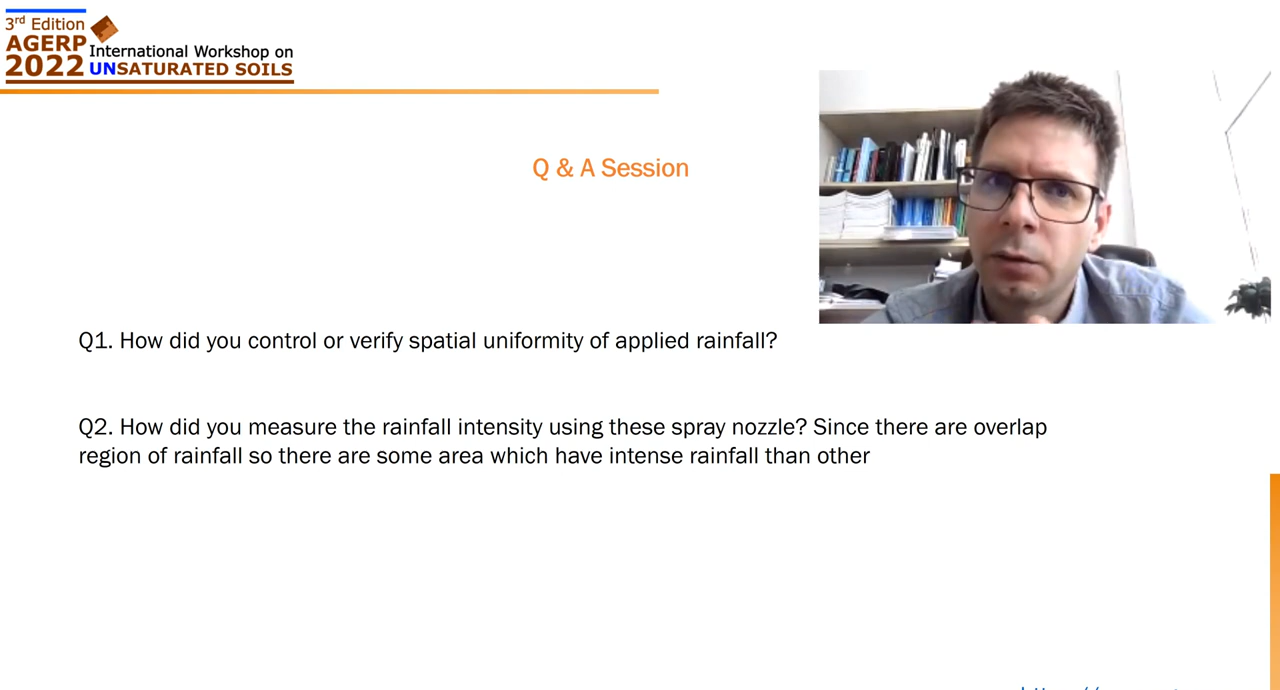 3rd Edition
AGERP
2022
International Workshop on
UNSATURATED SOILS
Q & A Session
Q1. How did you control or verify spatial uniformity of applied rainfall?
Q2. How did you measure the rainfall intensity using these spray nozzle? Since there are overlap
region of rainfall so there are some area which have intense rainfall than other